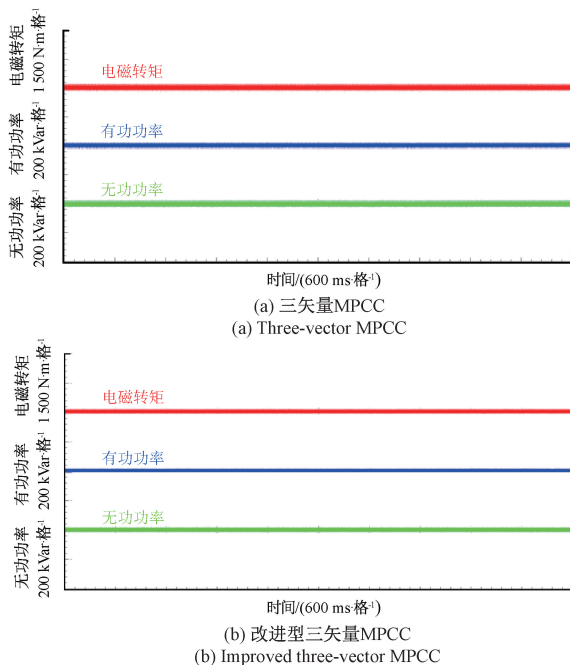 电磁转矩
1 500 N·m·格-1
有功功率
200 kVar·格-1
无功功率
200 kVar·格-1
电磁转矩
有功功率
无功功率
时间/(600 ms·格-1)
(a) 三矢量MPCC
(a) Three-vector MPCC
电磁转矩
1 500 N·m·格-1
有功功率
200 kVar·格-1
无功功率
200 kVar·格-1
电磁转矩
有功功率
无功功率
时间/(600 ms·格-1)
(b) 改进型三矢量MPCC
(b) Improved three-vector MPCC